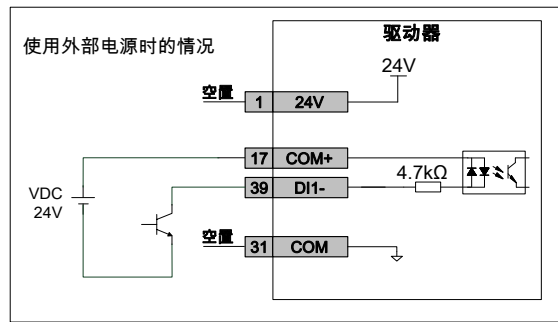 使用外部电源时的情况
驱动器
24V
空置
1 24V
17 COM+
4.7kΩ
39 DI1-
VDC
24V
空置
31 COM